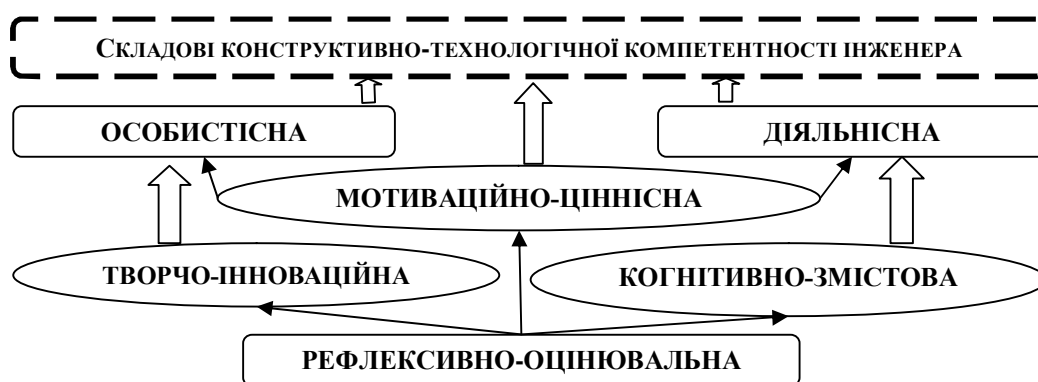 СКЛАДОВІ КОНСТРУКТИВНО-ТЕХНОЛОГІЧНОЇ КОМПЕТЕНТНОСТІ ІНЖЕНЕРА
ОСОБИСТІСНА
ДІЯЛЬНІСНА
МОТИВАЦІЙНО-ЦІННІСНА
ТВОРЧО-ІННОВАЦІЙНА
КОГНІТИВНО-ЗМІСТОВА
РЕФЛЕКСИВНО-ОЦІНЮВАЛЬНА